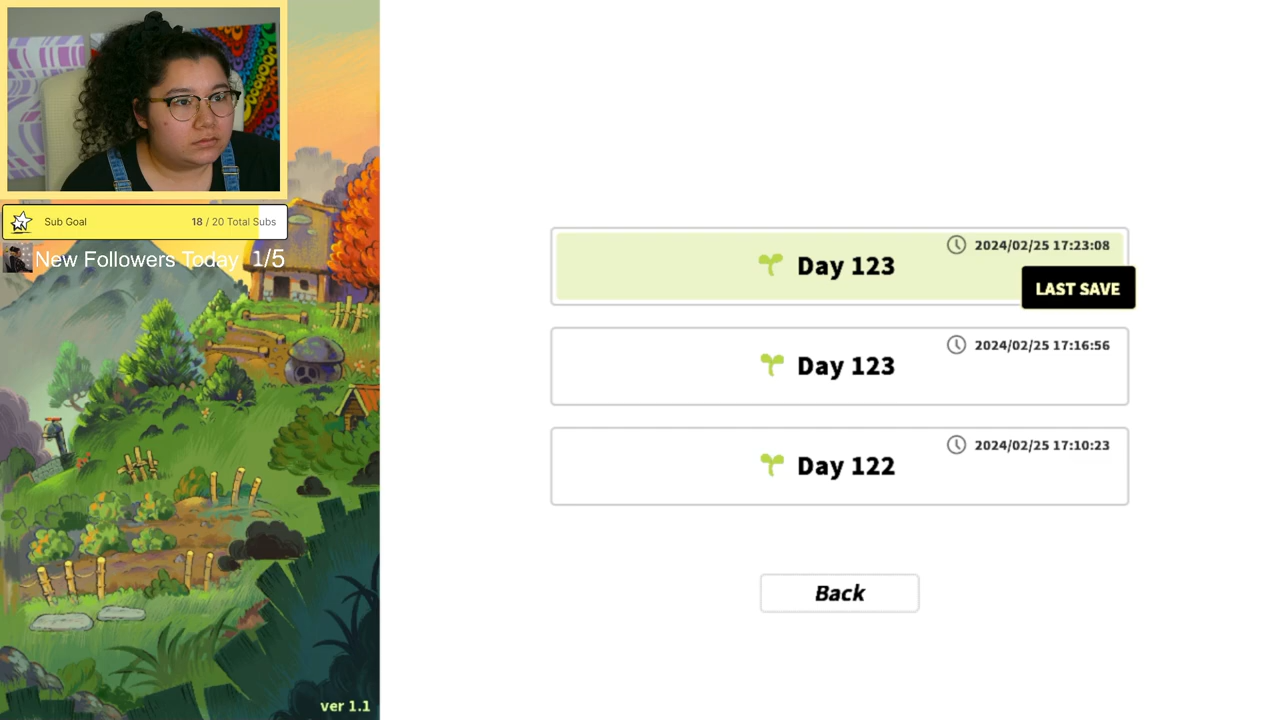 Sub Goal 18 / 20 Total Subs
New Followers Today 1/5
2024/02/25 17:23:08
Day 123
LAST SAVE
2024/02/25 17:16:56
Day 123
2024/02/25 17:10:23
Day 122
Back
ver 1.1